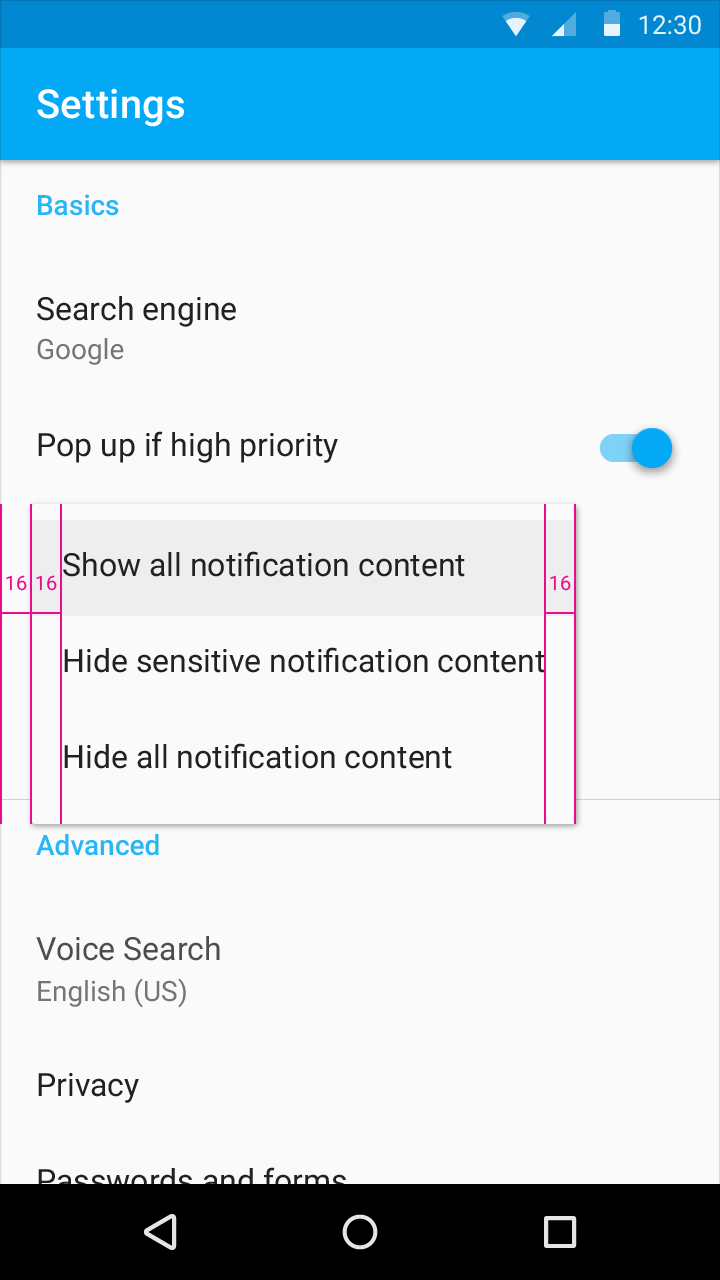 12:30
Settings
Basics
Search engine
Google
Pop up if high priority
16 16 Show all notification content 16
Hide sensitive notification content
Hide all notification content
Advanced
Voice Search
English (US)
Privacy
Passwords and forms